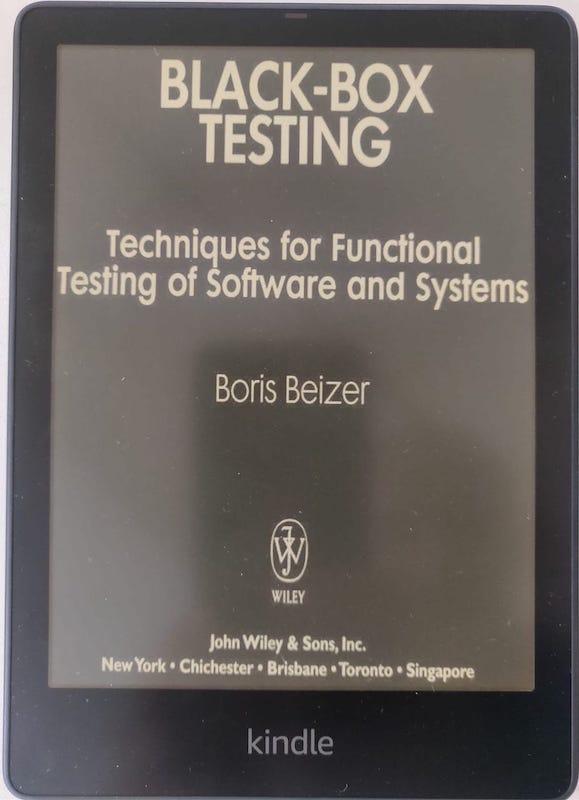 BLACK-BOX
TESTING
Techniques for Functional
Testing of Software and Systems
Boris Beizer
WILEY
John Wiley & Sons, Inc.
New York • Chichester • Brisbane • Toronto • Singapore
kindle